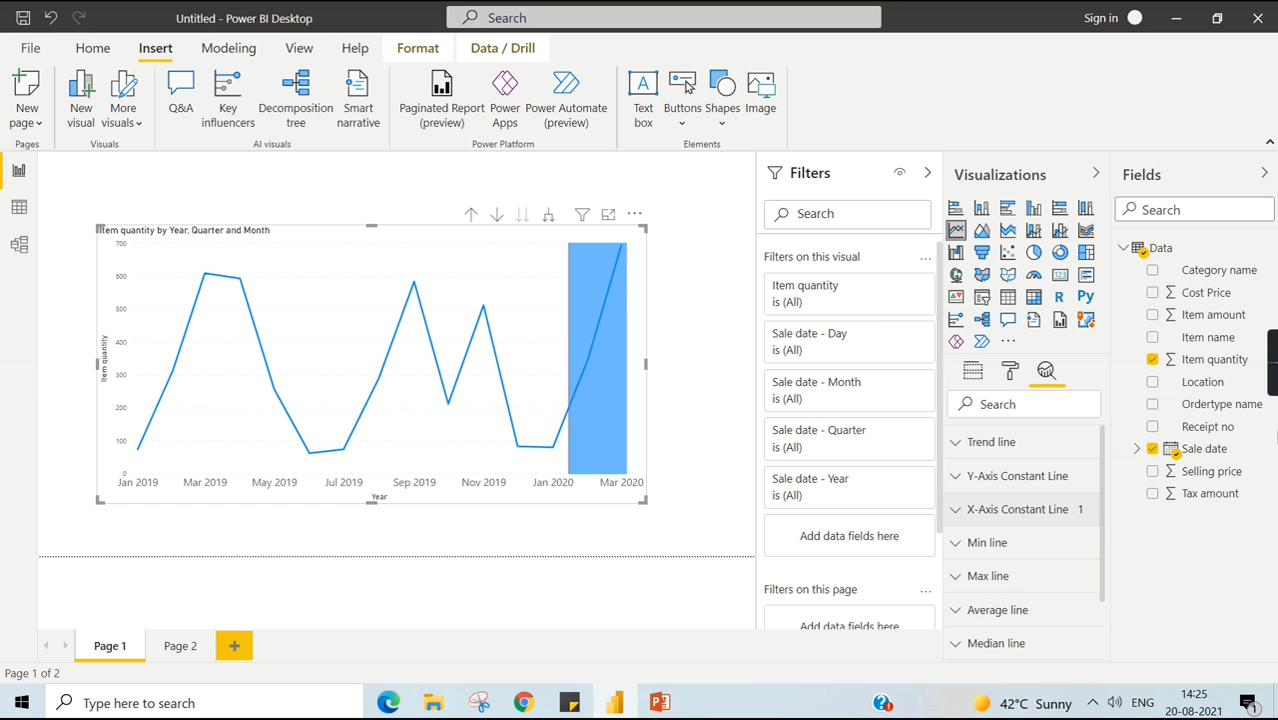 Untitled - Power BI Desktop
Search
Sign in
File
Home
Insert
Modeling
View
Help
Format
Data / Drill
New page
New visual
More visuals
Q&A
Key influencers
Decomposition tree
Smart narrative
Paginated Report (preview)
Power Apps
Power Automate (preview)
Text box
Buttons
Shapes
Image
Pages
Visuals
AI visuals
Power Platform
Elements
Item quantity by Year, Quarter and Month
700
600
500
400
300
200
100
0
Item quantity
Jan 2019
Mar 2019
May 2019
Jul 2019
Sep 2019
Nov 2019
Jan 2020
Mar 2020
Year
Filters
Search
Filters on this visual
Item quantity
is (All)
Sale date - Day
is (All)
Sale date - Month
is (All)
Sale date - Quarter
is (All)
Sale date - Year
is (All)
Add data fields here
Filters on this page
Add data fields here
Visualizations
R
Py
123
Search
Trend line
Y-Axis Constant Line
X-Axis Constant Line 1
Min line
Max line
Average line
Median line
Fields
Search
Data
Category name
Cost Price
Item amount
Item name
Item quantity
Location
Ordertype name
Receipt no
Sale date
Selling price
Tax amount
Page 1
Page 2
Page 1 of 2
Type here to search
42°C Sunny
ENG
14:25
20-08-2021
1